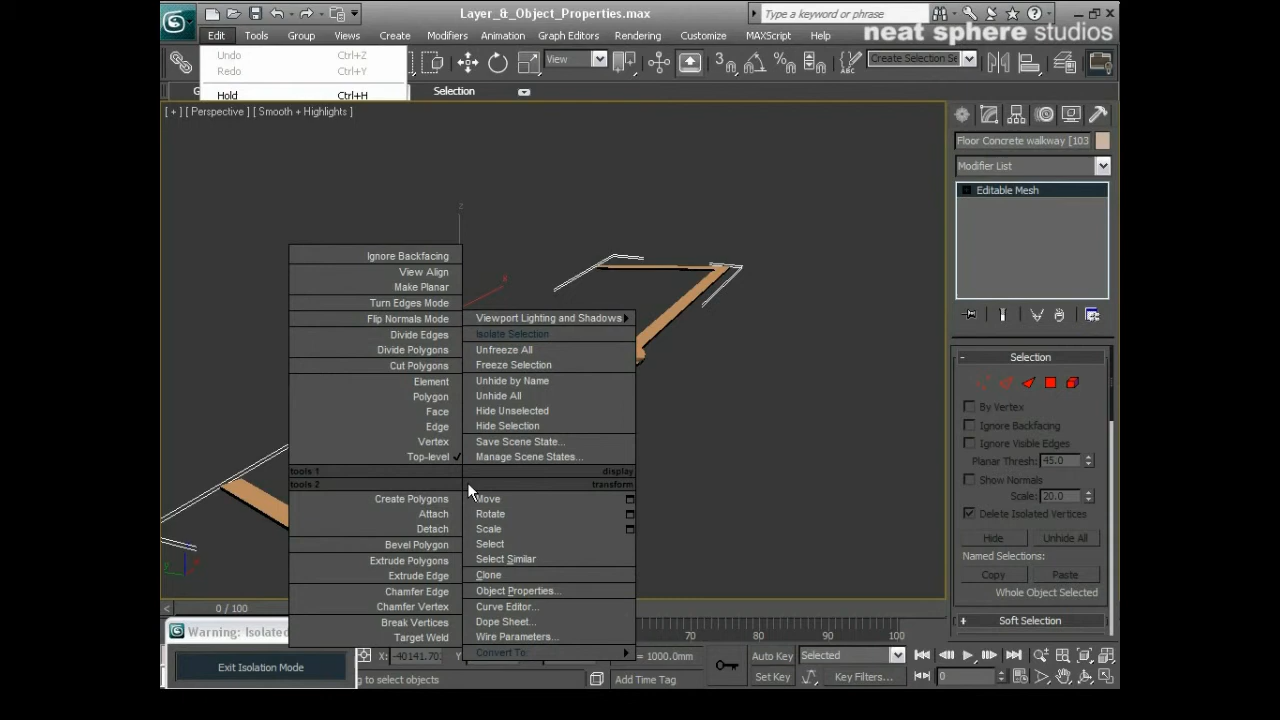 Layer_&_Object_Properties.max
Type a keyword or phrase
Edit Tools Group Views Create Modifiers Animation Graph Editors Rendering Customize MAXScript Help
neat sphere studios
Undo Ctrl+Z
Redo Ctrl+Y
Hold Ctrl+H
View
Create Selection Se
Selection
[ + ] [ Perspective ] [ Smooth + Highlights ]
Floor Concrete walkway [103
Modifier List
Editable Mesh
Ignore Backfacing
View Align
Make Planar
Turn Edges Mode
Flip Normals Mode
Divide Edges
Divide Polygons
Cut Polygons
Element
Polygon
Face
Edge
Vertex
Top-level
tools 1
tools 2
Create Polygons
Attach
Detach
Bevel Polygon
Extrude Polygons
Extrude Edge
Chamfer Edge
Chamfer Vertex
Break Vertices
Target Weld
Viewport Lighting and Shadows
Isolate Selection
Unfreeze All
Freeze Selection
Unhide by Name
Unhide All
Hide Unselected
Hide Selection
Save Scene State...
Manage Scene States...
display
transform
Move
Rotate
Scale
Select
Select Similar
Clone
Object Properties...
Curve Editor...
Dope Sheet...
Wire Parameters...
Convert To:
Selection
By Vertex
Ignore Backfacing
Ignore Visible Edges
Planar Thresh: 45.0
Show Normals
Scale: 20.0
Delete Isolated Vertices
Hide Unhide All
Named Selections:
Copy Paste
Whole Object Selected
Soft Selection
0 / 100
70 80 90 100
Warning: Isolated
Exit Isolation Mode
X: -40141.70
= 1000.0mm
Auto Key Selected
Set Key Key Filters...
0
to select objects
Add Time Tag